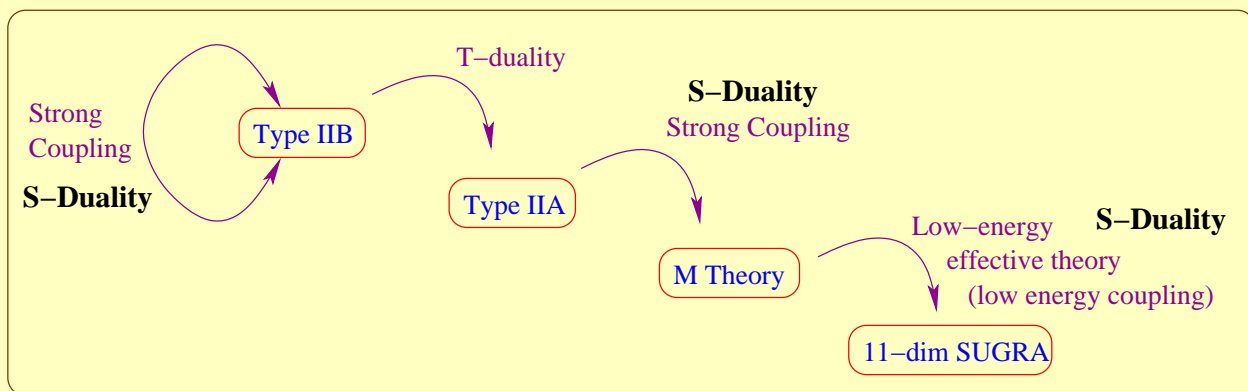 T−duality
S−Duality
Strong Coupling
Strong
Coupling
Type IIB
S−Duality
Type IIA
S−Duality
Low−energy
effective theory
(low energy coupling)
M Theory
11−dim SUGRA